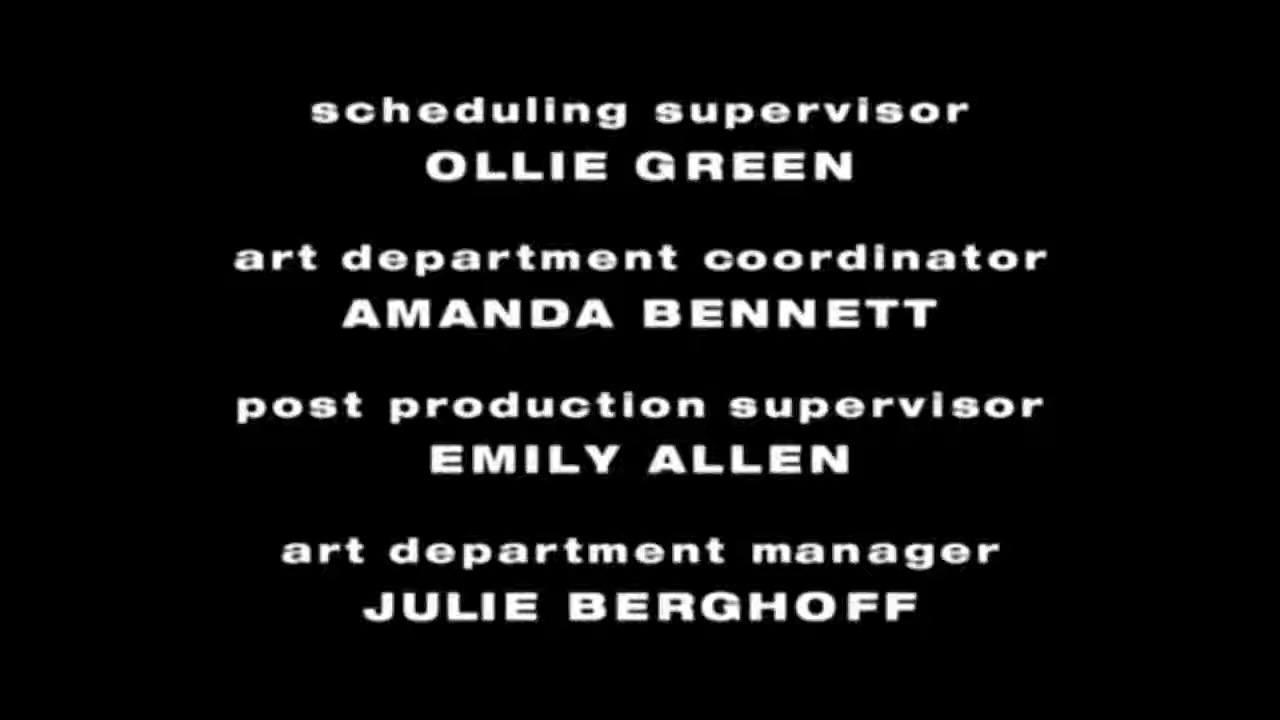 scheduling supervisor
OLLIE GREEN
art department coordinator
AMANDA BENNETT
post production supervisor
EMILY ALLEN
art department manager
JULIE BERGHOFF